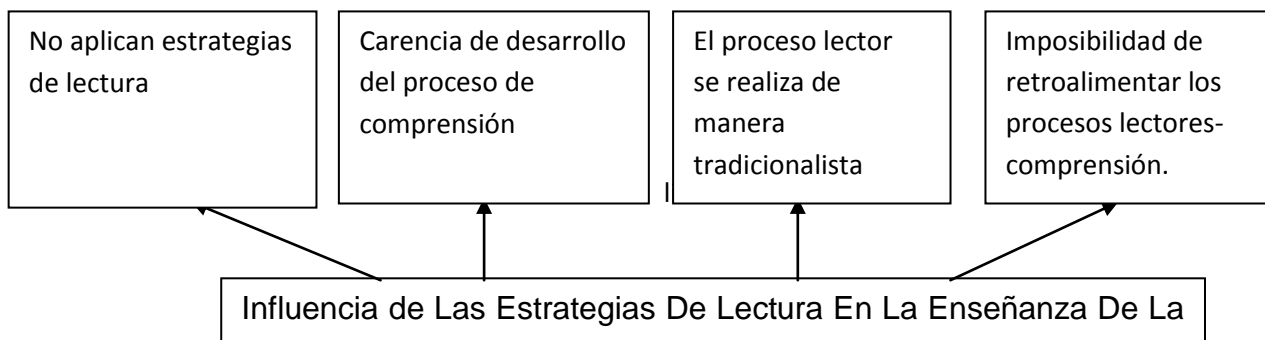 No aplican estrategias
de lectura
Carencia de desarrollo
del proceso de
comprensión
El proceso lector
se realiza de
manera
tradicionalista
Imposibilidad de
retroalimentar los
procesos lectores-
comprensión.
Influencia de Las Estrategias De Lectura En La Enseñanza De La